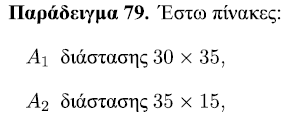 Παράδειγμα 79. Έστω πίνακες:
A₁ διάστασης 30 × 35,
A₂ διάστασης 35 × 15,